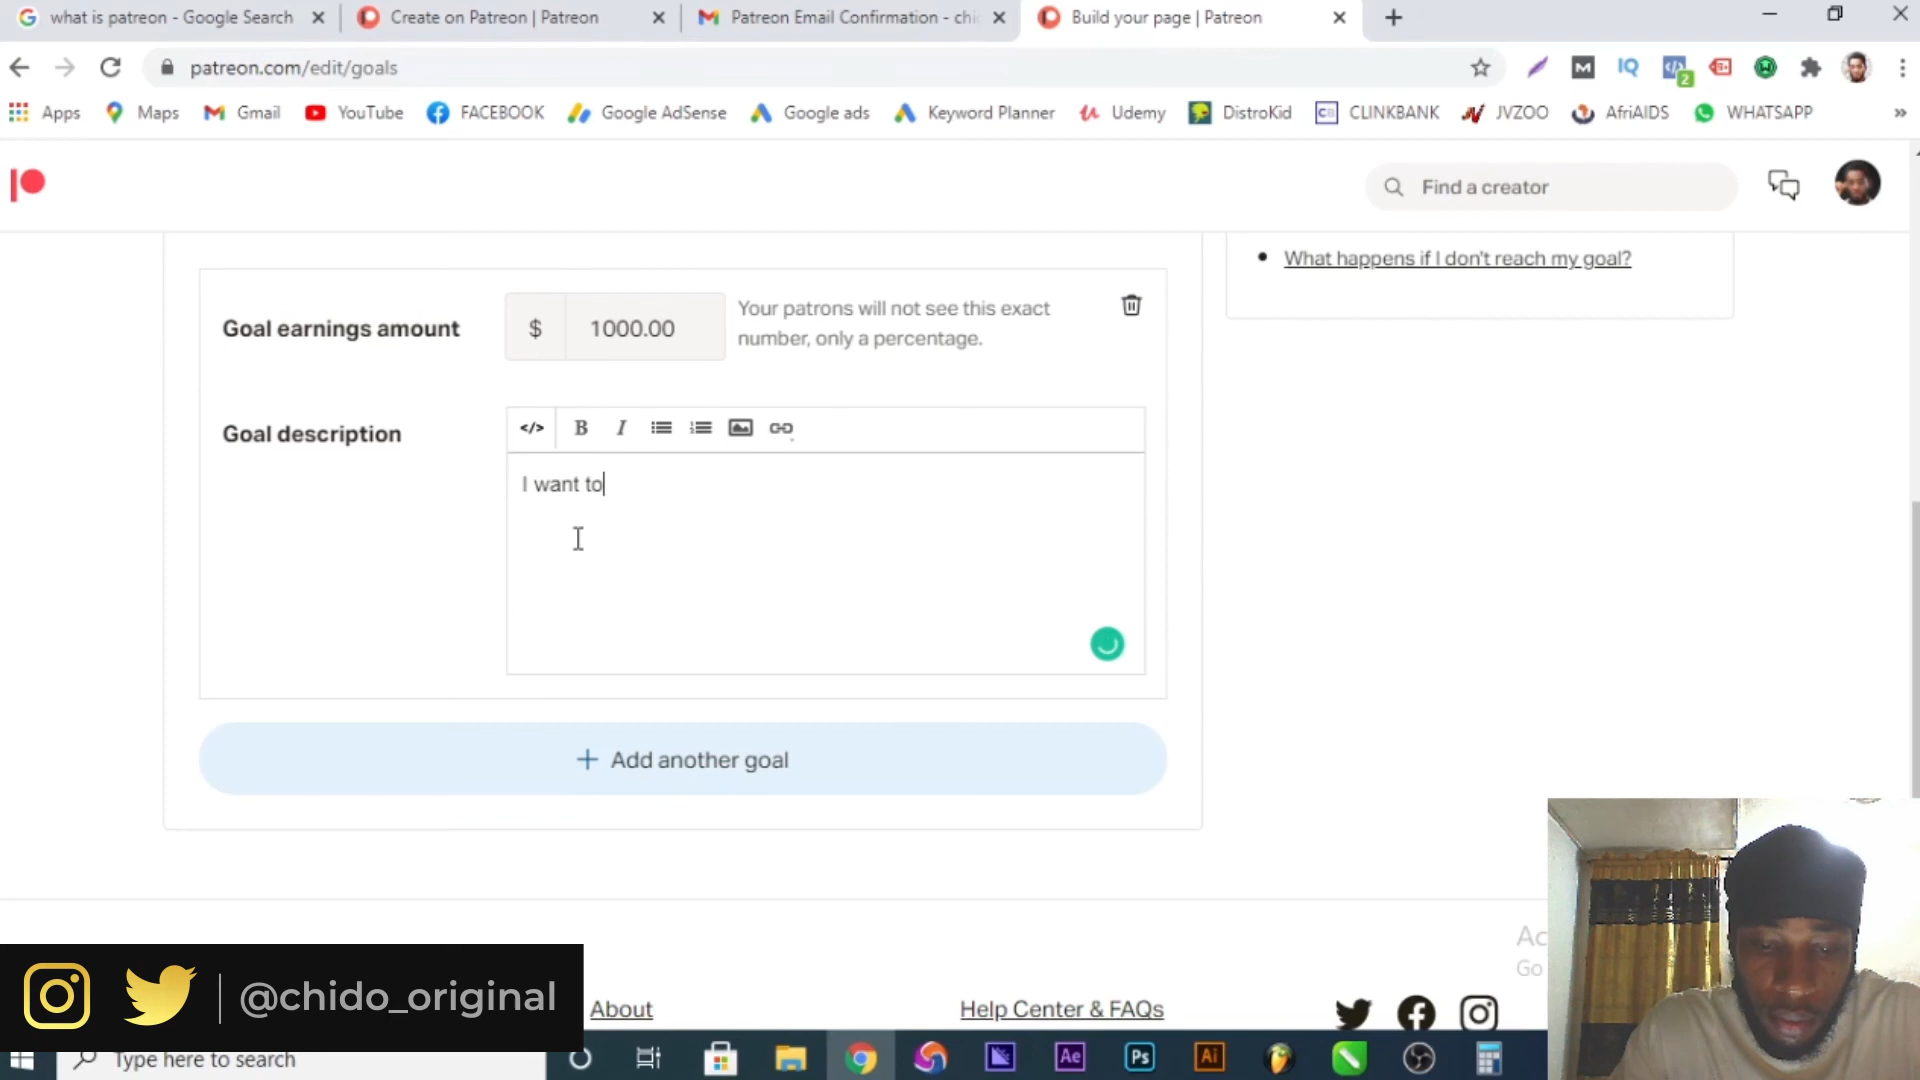 what is patreon - Google Search
Create on Patreon | Patreon
Patreon Email Confirmation - chi
Build your page | Patreon
patreon.com/edit/goals
Apps
Maps
Gmail
YouTube
FACEBOOK
Google AdSense
Google ads
Keyword Planner
Udemy
DistroKid
CLINKBANK
JVZOO
AfriAIDS
WHATSAPP
»
Find a creator
What happens if I don't reach my goal?
Goal earnings amount
$ 1000.00
Your patrons will not see this exact
number, only a percentage.
Goal description
</> B I
I want to
+ Add another goal
Ac
Go
@chido_original
About
Help Center & FAQs
Type here to search
Ae
Ps
Ai